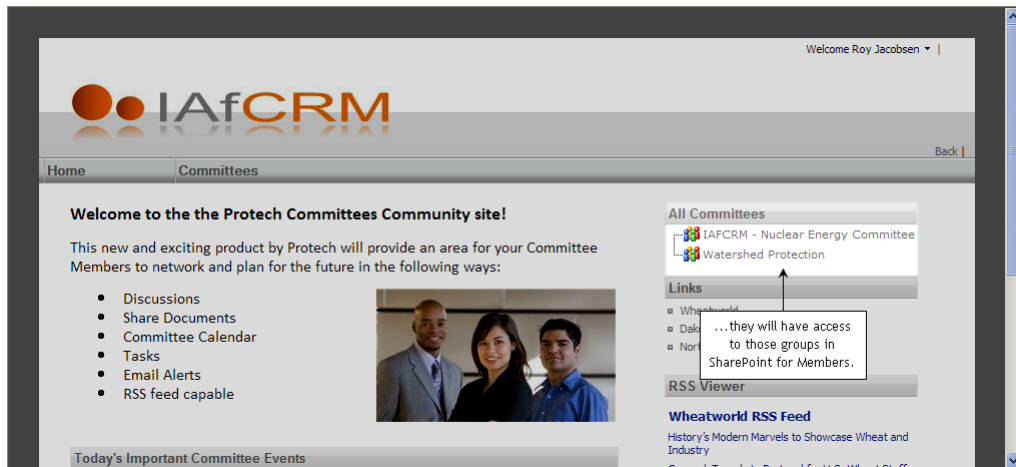 Welcome Roy Jacobsen
IAfCRM
Back
Home Committees
Welcome to the the Protech Committees Community site!
This new and exciting product by Protech will provide an area for your Committee
Members to network and plan for the future in the following ways:
Discussions
Share Documents
Committee Calendar
Tasks
Email Alerts
RSS feed capable
Today's Important Committee Events
All Committees
IAFCRM - Nuclear Energy Committee
Watershed Protection
Links
Wheatworld
...they will have access
to those groups in
SharePoint for Members.
RSS Viewer
Wheatworld RSS Feed
History's Modern Marvels to Showcase Wheat and
Industry